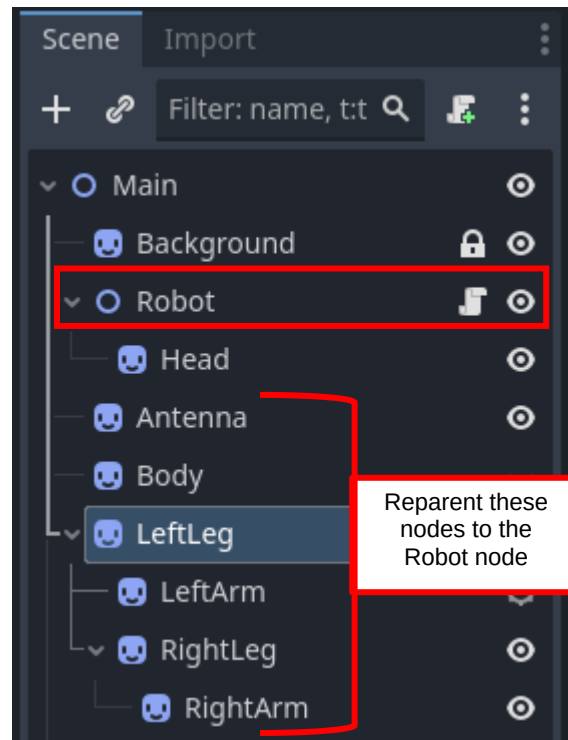 Scene Import
Filter: name, t:t
Main
Background
Robot
Head
Antenna
Body
Reparent these
nodes to the
Robot node
LeftLeg
LeftArm
RightLeg
RightArm